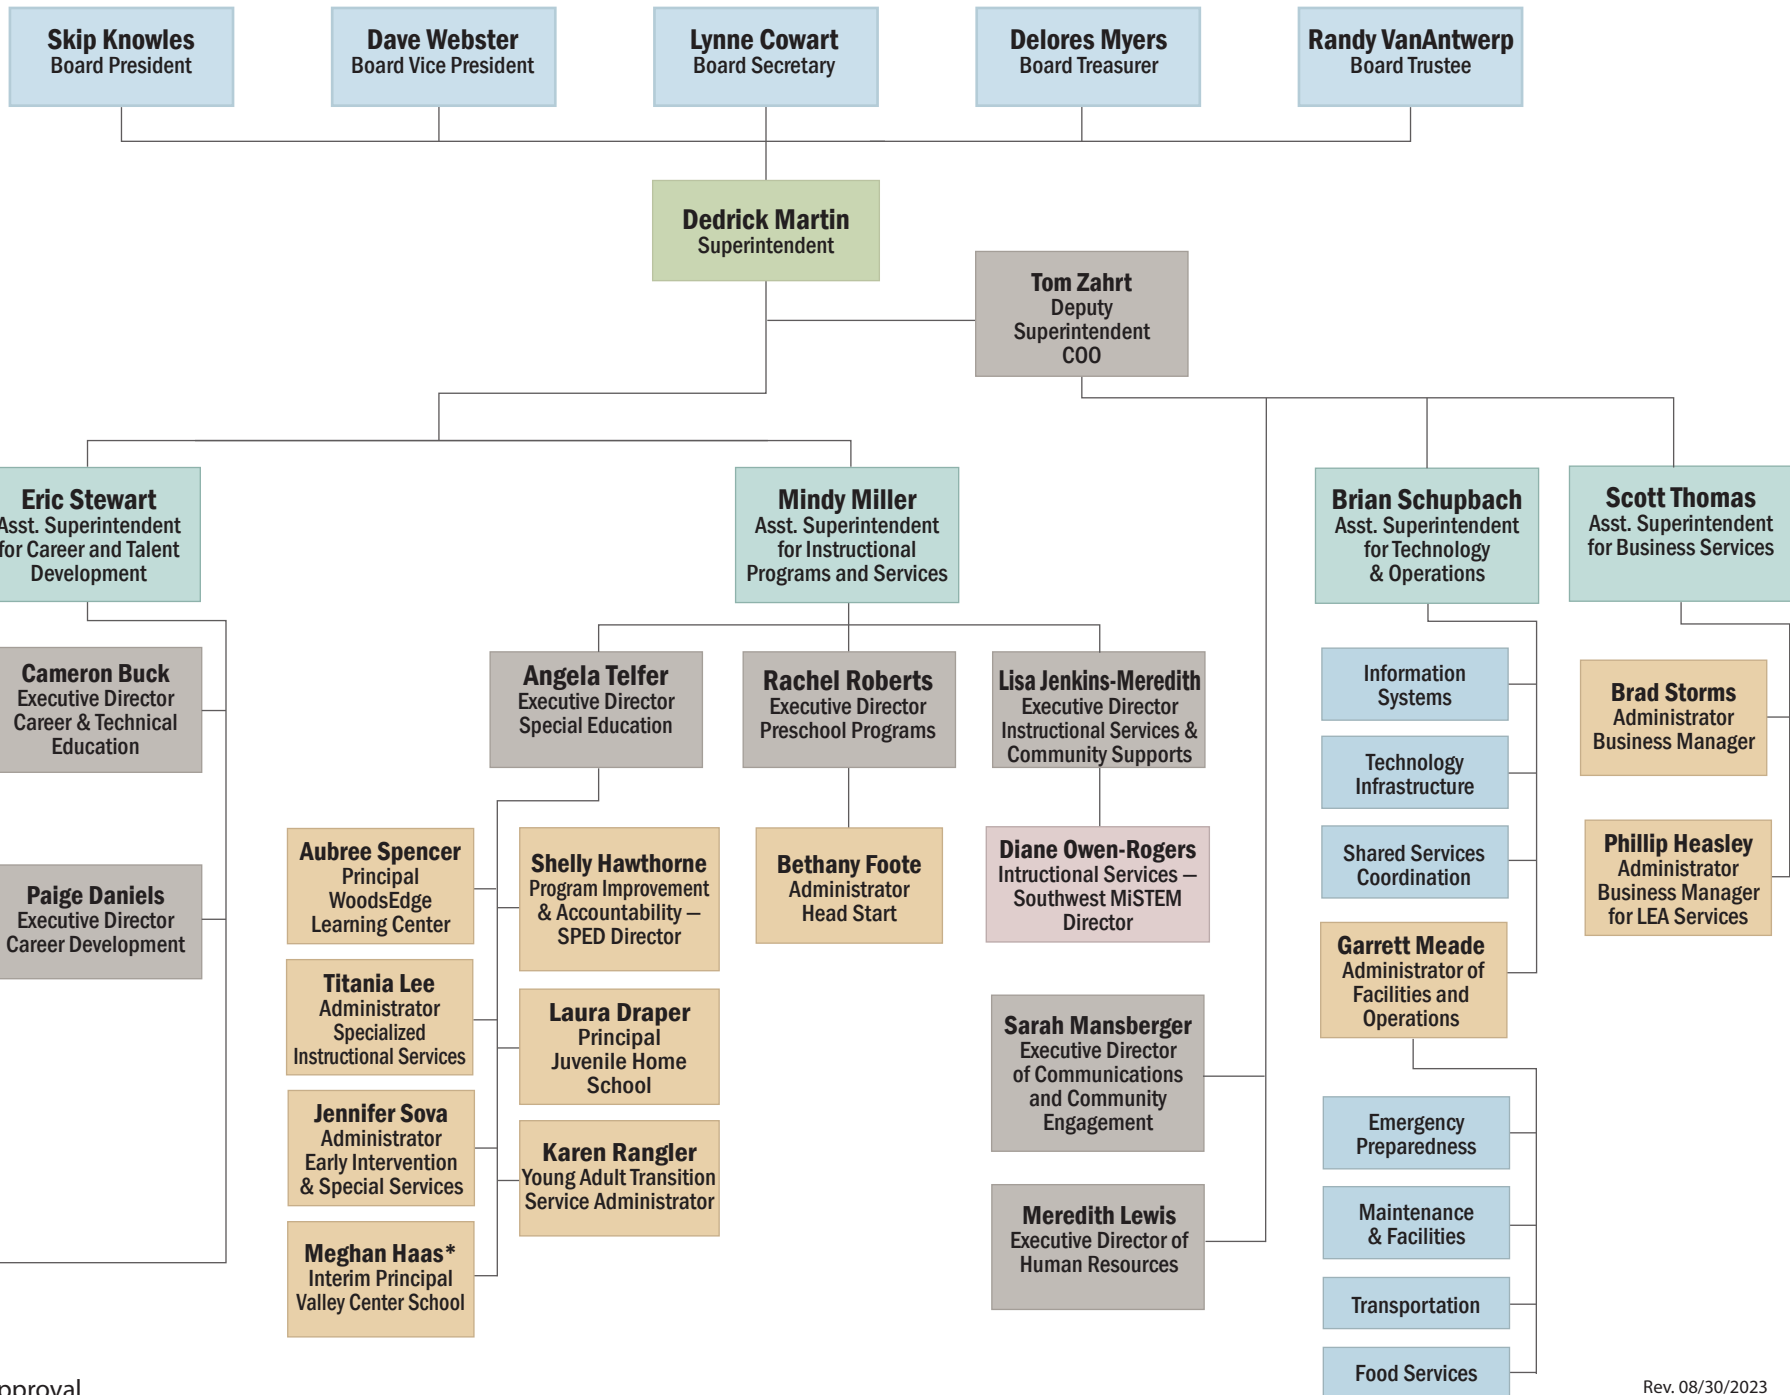 Skip Knowles
Board President
Dave Webster
Board Vice President
Lynne Cowart
Board Secretary
Delores Myers
Board Treasurer
Randy VanAntwerp
Board Trustee
Dedrick Martin
Superintendent
Tom Zahrt
Deputy
Superintendent
COO
Eric Stewart
Asst. Superintendent
for Career and Talent
Development
Mindy Miller
Asst. Superintendent
for Instructional
Programs and Services
Brian Schupbach
Asst. Superintendent
for Technology
& Operations
Scott Thomas
Asst. Superintendent
for Business Services
Cameron Buck
Executive Director
Career & Technical
Education
Paige Daniels
Executive Director
Career Development
Angela Telfer
Executive Director
Special Education
Rachel Roberts
Executive Director
Preschool Programs
Lisa Jenkins-Meredith
Executive Director
Instructional Services &
Community Supports
Aubree Spencer
Principal
WoodsEdge
Learning Center
Shelly Hawthorne
Program Improvement
& Accountability —
SPED Director
Titania Lee
Administrator
Specialized
Instructional Services
Laura Draper
Principal
Juvenile Home
School
Jennifer Sova
Administrator
Early Intervention
& Special Services
Karen Rangler
Young Adult Transition
Service Administrator
Meghan Haas*
Interim Principal
Valley Center School
Bethany Foote
Administrator
Head Start
Diane Owen-Rogers
Intructional Services —
Southwest MiSTEM
Director
Sarah Mansberger
Executive Director
of Communications
and Community
Engagement
Meredith Lewis
Executive Director of
Human Resources
Information
Systems
Technology
Infrastructure
Shared Services
Coordination
Garrett Meade
Administrator of
Facilities and
Operations
Emergency
Preparedness
Maintenance
& Facilities
Transportation
Food Services
Brad Storms
Administrator
Business Manager
Phillip Heasley
Administrator
Business Manager
for LEA Services
pproval
Rev. 08/30/2023